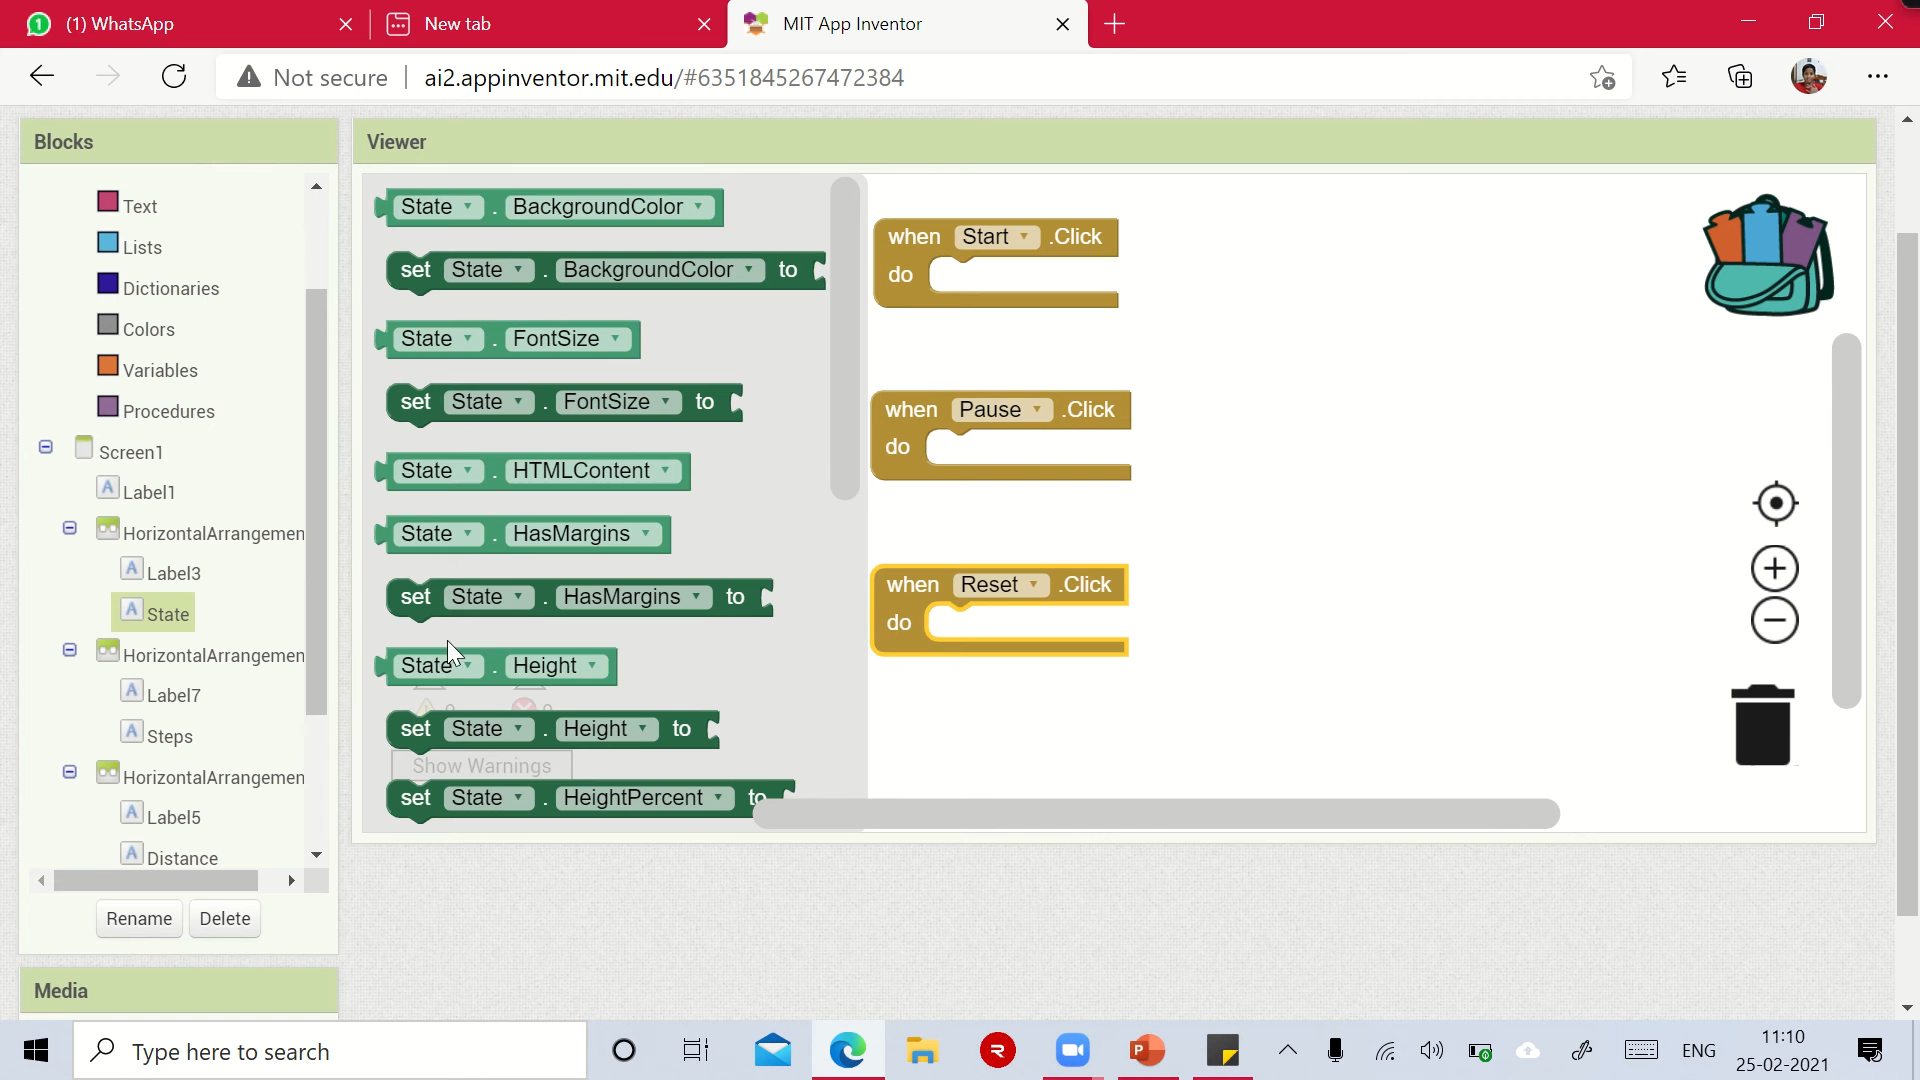 (1) WhatsApp
New tab
MIT App Inventor
Not secure
ai2.appinventor.mit.edu/#6351845267472384
Blocks
Text
Lists
Dictionaries
Colors
Variables
Procedures
Screen1
Label1
HorizontalArrangemen
Label3
State
HorizontalArrangemen
Label7
Steps
HorizontalArrangemen
Label5
Distance
Rename Delete
Media
Viewer
State . BackgroundColor
set State . BackgroundColor to
State . FontSize
set State . FontSize to
State . HTMLContent
State . HasMargins
set State . HasMargins to
State . Height
0 0
set State . Height to
Show Warnings
set State . HeightPercent to
when Start .Click
do
when Pause .Click
do
when Reset .Click
do
Type here to search
ENG
11:10
25-02-2021